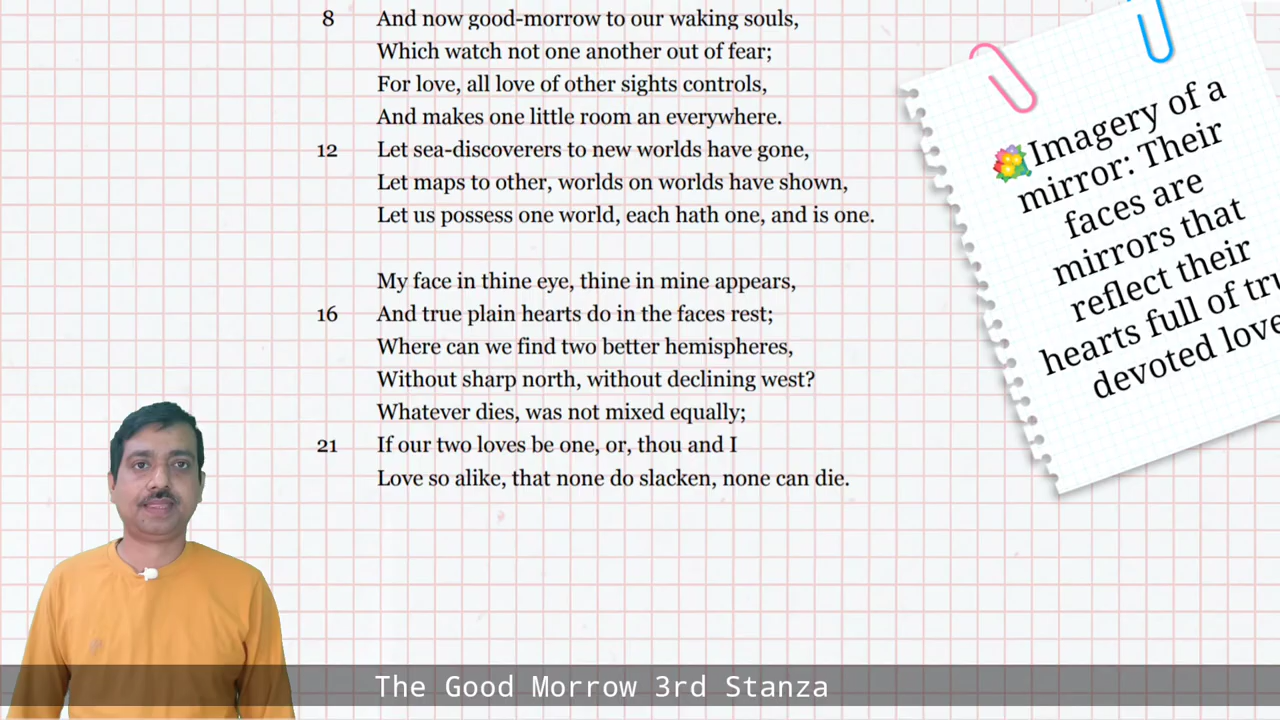 8 And now good-morrow to our waking souls,
Which watch not one another out of fear;
For love, all love of other sights controls,
And makes one little room an everywhere.
12 Let sea-discoverers to new worlds have gone,
Let maps to other, worlds on worlds have shown,
Let us possess one world, each hath one, and is one.
My face in thine eye, thine in mine appears,
16 And true plain hearts do in the faces rest;
Where can we find two better hemispheres,
Without sharp north, without declining west?
Whatever dies, was not mixed equally;
21 If our two loves be one, or, thou and I
Love so alike, that none do slacken, none can die.
Imagery of a
mirror: Their
faces are
mirrors that
reflect their
hearts full of
devoted love
The Good Morrow 3rd Stanza